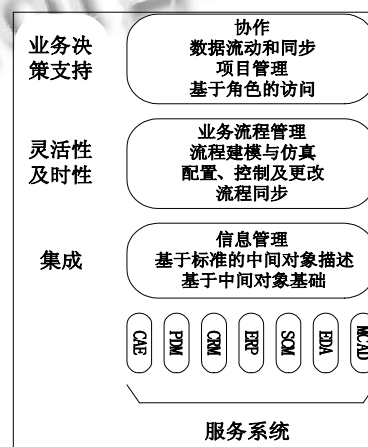 业务决
策支持
协作
数据流动和同步
项目管理
基于角色的访问
灵活性
及时性
业务流程管理
流程建模与仿真
配置、控制及更改
流程同步
集成
信息管理
基于标准的中间对象描述
基于中间对象基础
CAE
PDM
CRM
ERP
SCM
EDA
MCAD
服务系统